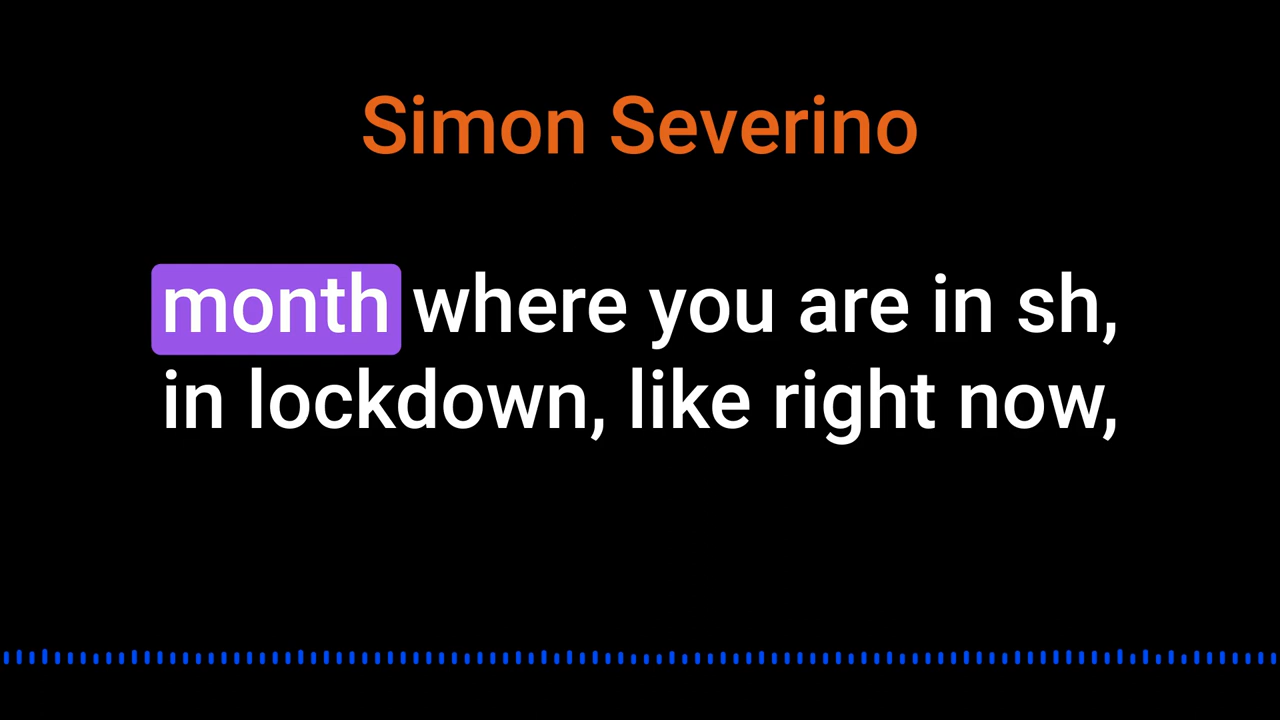 Simon Severino
month where you are in sh,
in lockdown, like right now,